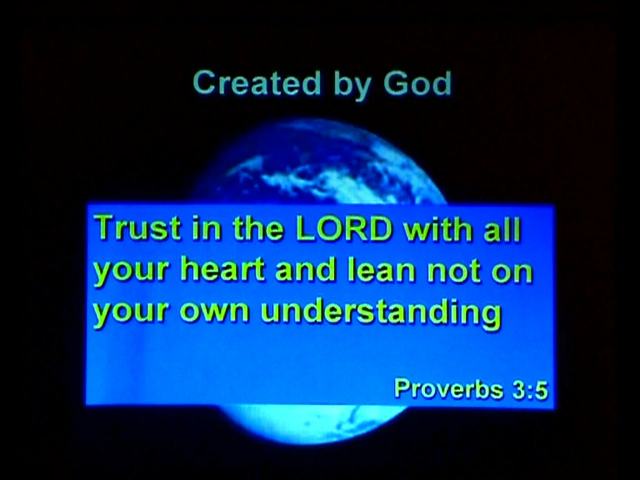 Created by God
Trust in the LORD with all
your heart and lean not on
your own understanding
Proverbs 3:5